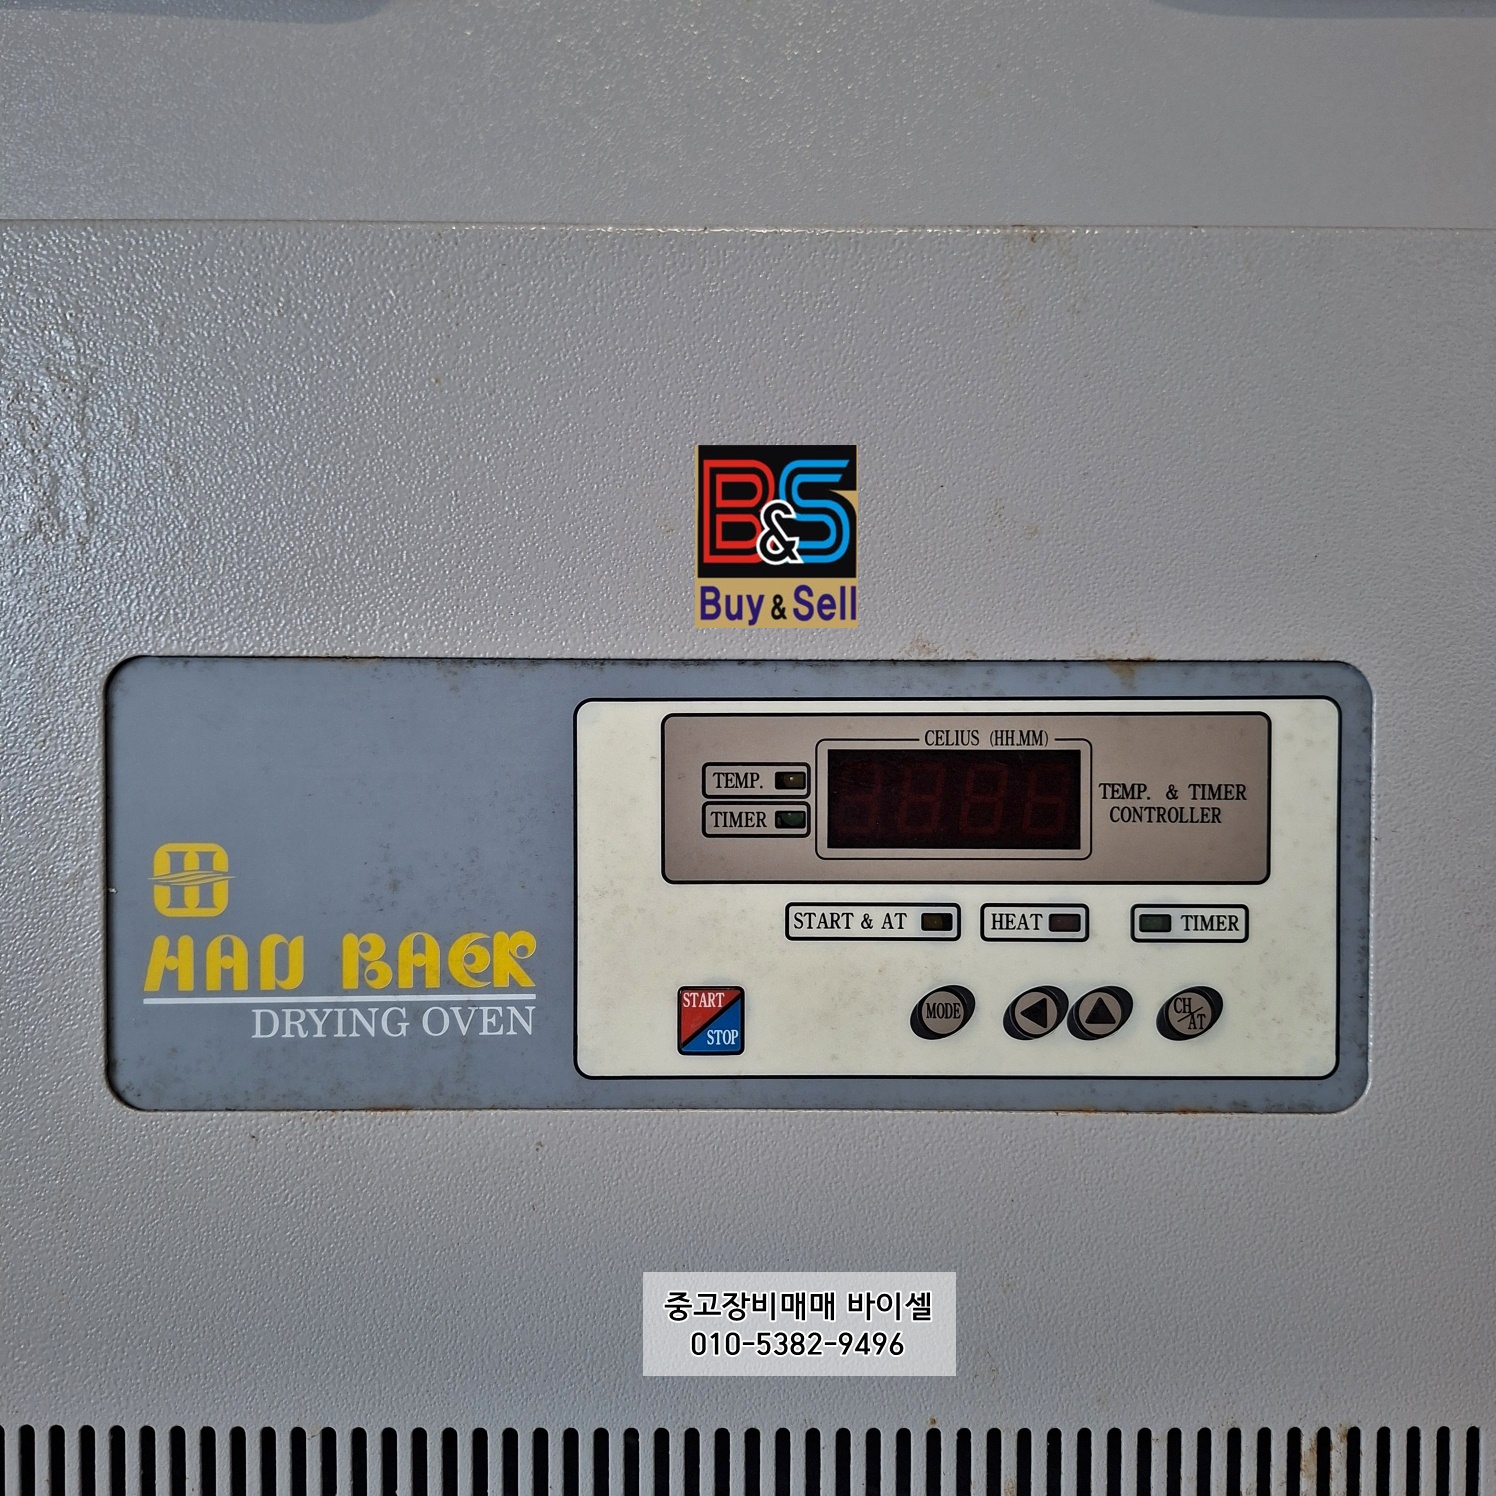 B&S
Buy & Sell
CELIUS (HH.MM)
TEMP.
TIMER
TEMP. & TIMER
CONTROLLER
START & AT
HEAT
TIMER
HAN BAEK
DRYING OVEN
START
STOP
MODE
CH/AT
중고장비매매 바이셀
010-5382-9496